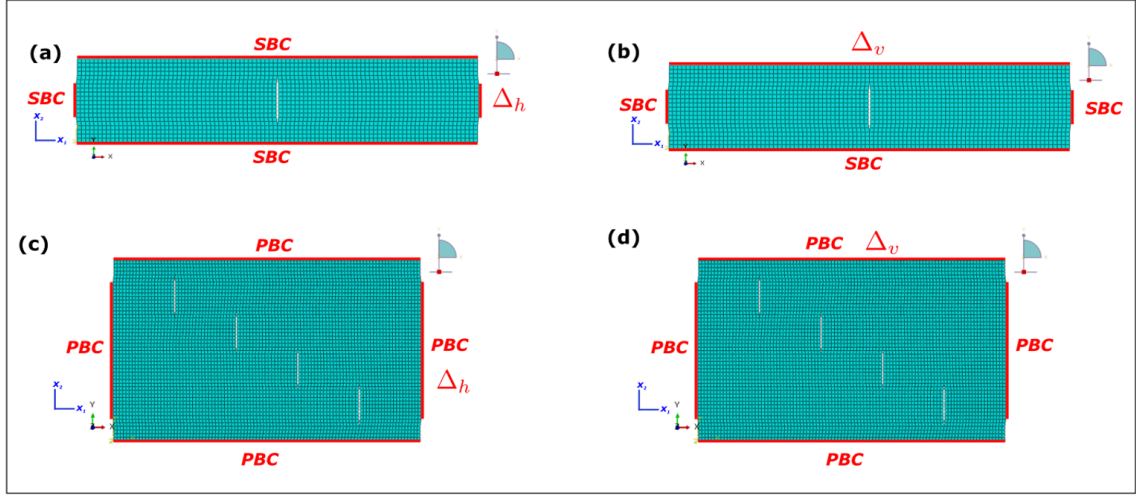 (a)
SBC
SBC
Δh
X₂
X₁
Y
X
SBC
(b)
Δv
SBC
SBC
X₂
X₁
Y
X
SBC
(c)
PBC
PBC
PBC
Δh
X₂
X₁
Y
X
PBC
(d)
PBC Δv
PBC
PBC
X₂
X₁
Y
X
PBC